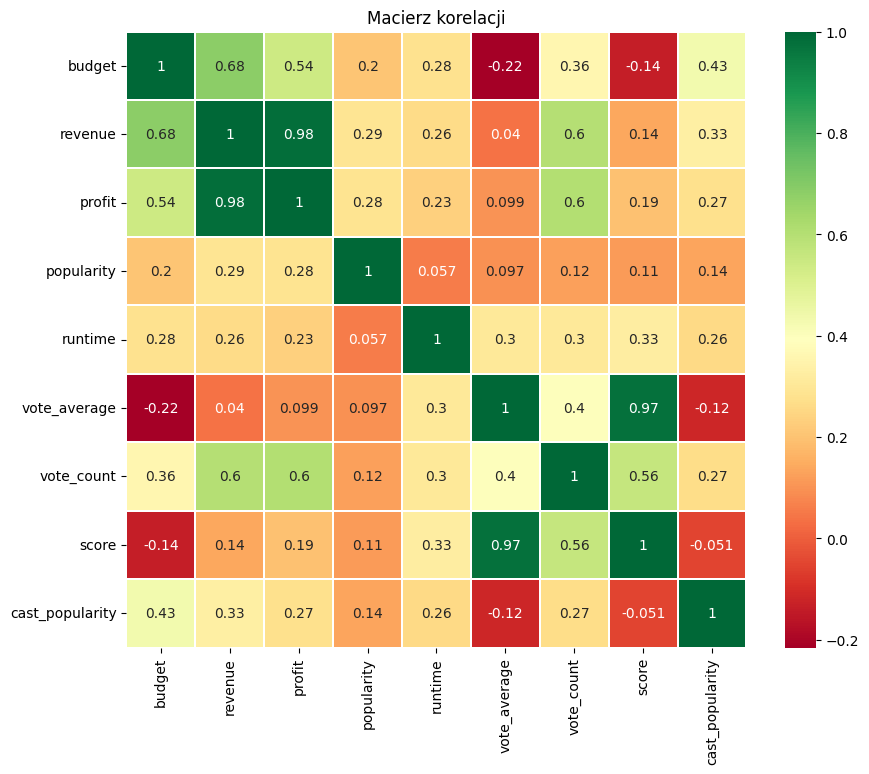 Macierz korelacji
budget 1 0.68 0.54 0.2 0.28 -0.22 0.36 -0.14 0.43
revenue 0.68 1 0.98 0.29 0.26 0.04 0.6 0.14 0.33
profit 0.54 0.98 1 0.28 0.23 0.099 0.6 0.19 0.27
popularity 0.2 0.29 0.28 1 0.057 0.097 0.12 0.11 0.14
runtime 0.28 0.26 0.23 0.057 1 0.3 0.3 0.33 0.26
vote_average -0.22 0.04 0.099 0.097 0.3 1 0.4 0.97 -0.12
vote_count 0.36 0.6 0.6 0.12 0.3 0.4 1 0.56 0.27
score -0.14 0.14 0.19 0.11 0.33 0.97 0.56 1 -0.051
cast_popularity 0.43 0.33 0.27 0.14 0.26 -0.12 0.27 -0.051 1
budget revenue profit popularity runtime vote_average vote_count score cast_popularity
1.0
0.8
0.6
0.4
0.2
0.0
−0.2